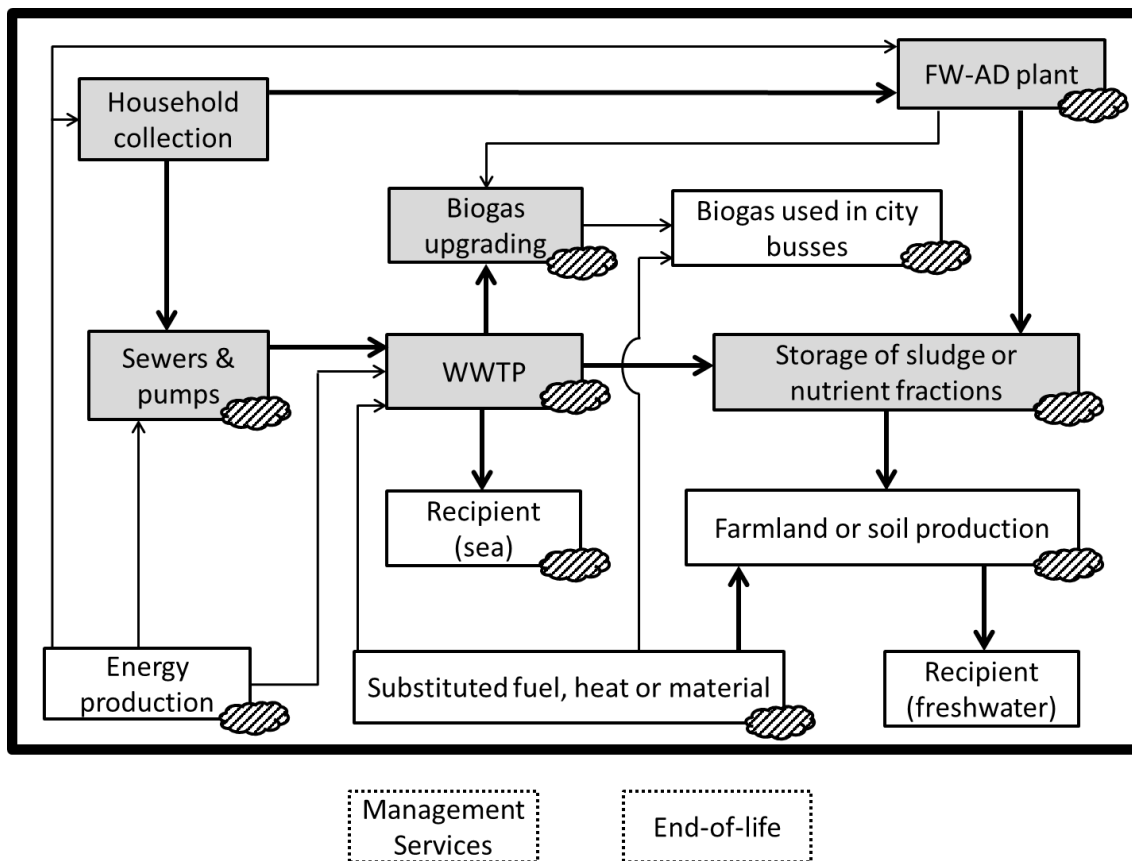 FW-AD plant
Household
collection
Biogas
upgrading
Biogas used in city
busses
Sewers &
pumps
WWTP
Storage of sludge or
nutrient fractions
Recipient
(sea)
Farmland or soil production
Energy
production
Substituted fuel, heat or material
Recipient
(freshwater)
Management
Services
End-of-life